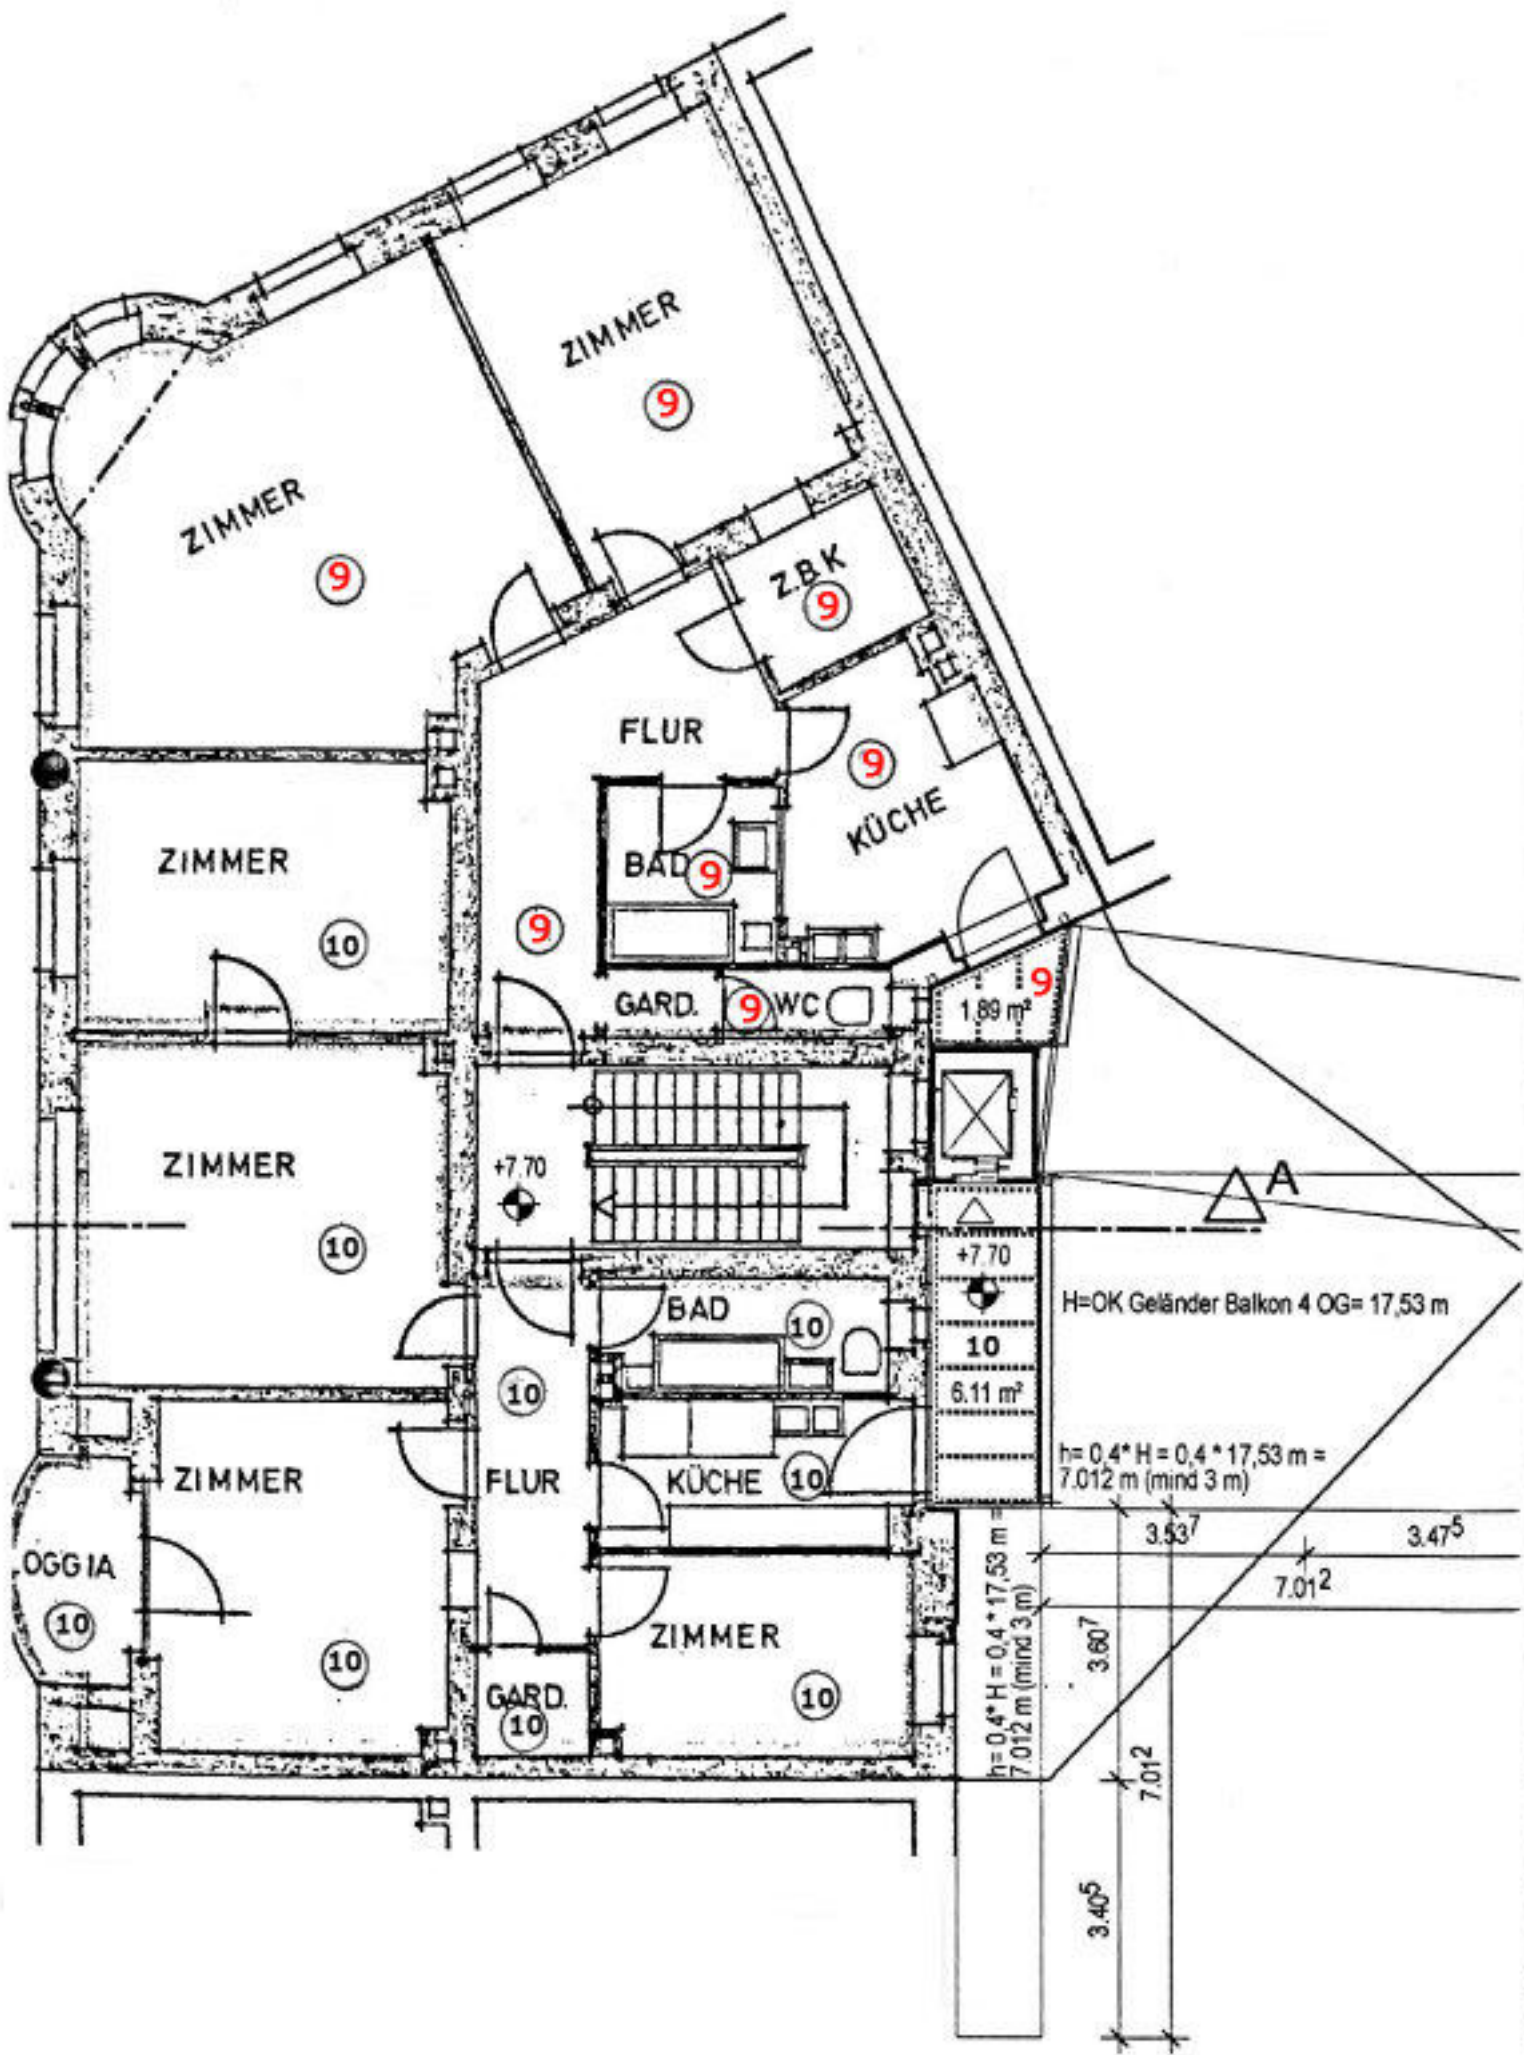 ZIMMER
9
ZIMMER
9
Z.B.K
9
FLUR
9
KÜCHE
ZIMMER
BAD
9
9
10
GARD.
9
WC
9
1.89 m²
ZIMMER
+7.70
A
10
+7.70
BAD
10
H=OK Geländer Balkon 4 OG= 17,53 m
10
10
6.11 m²
ZIMMER
FLUR
KÜCHE
10
h= 0,4* H = 0,4 * 17,53 m =
7.012 m (mind 3 m)
3.53⁷
3.47⁵
7.01²
OGGIA
10
10
ZIMMER
10
GARD.
10
h= 0,4* H = 0,4 * 17,53 m =
7.012 m (mind 3 m)
3.60⁷
7.01²
3.40⁵